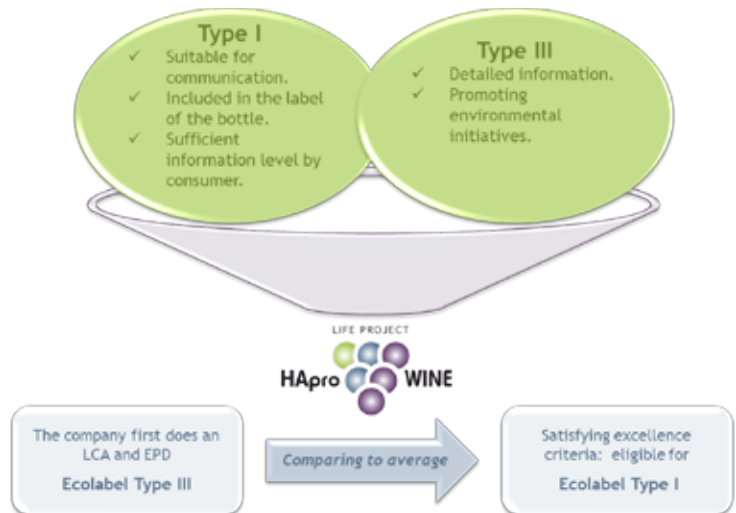 Type I
✓ Suitable for
communication.
✓ Included in the label
of the bottle.
✓ Sufficient
information level by
consumer.
Type III
✓ Detailed information.
✓ Promoting
environmental
initiatives.
LIFE PROJECT
HApro WINE
The company first does an
LCA and EPD
Ecolabel Type III
Comparing to average
Satisfying excellence
criteria: eligible for
Ecolabel Type I